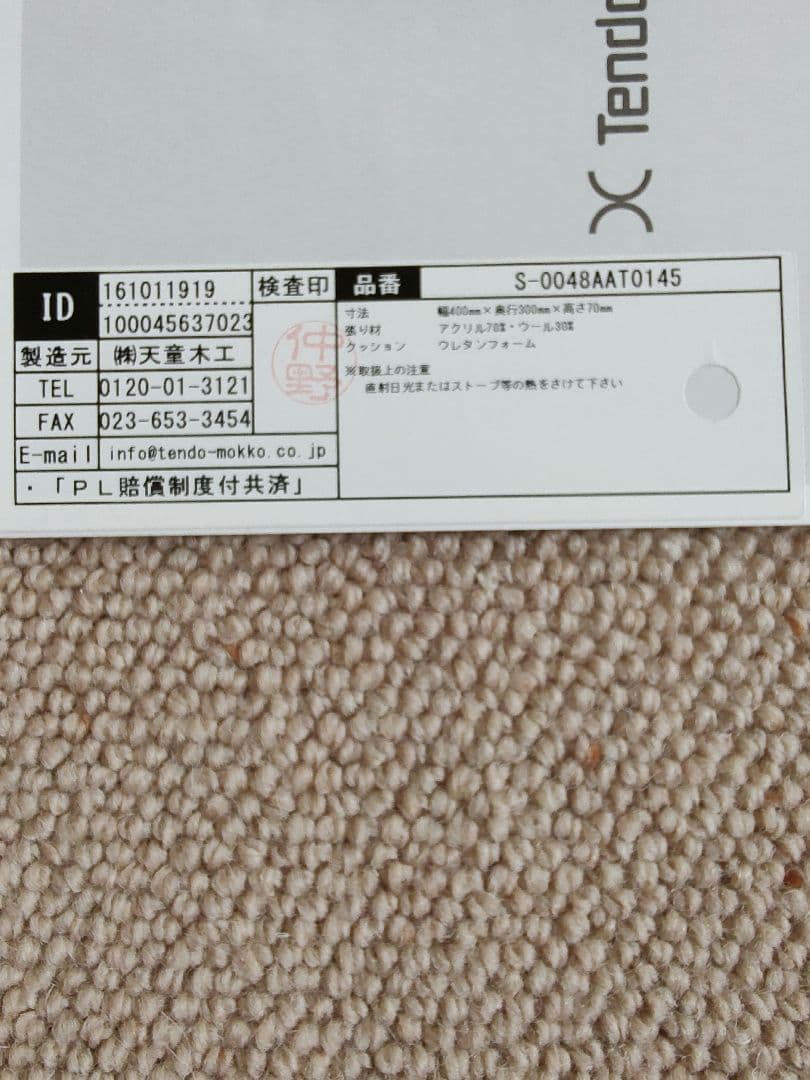 Tendo
ID 161011919 検査印 品番 S-0048AAT0145
100045637023
製造元 ㈱天童木工
TEL 0120-01-3121
FAX 023-653-3454
E-mail info@tendo-mokko.co.jp
・「PL賠償制度付共済」
仲野
寸法 幅400mm×奥行300mm×高さ70mm
張り材 アクリル70%・ウール30%
クッション ウレタンフォーム
※取扱上の注意
直射日光またはストーブ等の熱をさけて下さい